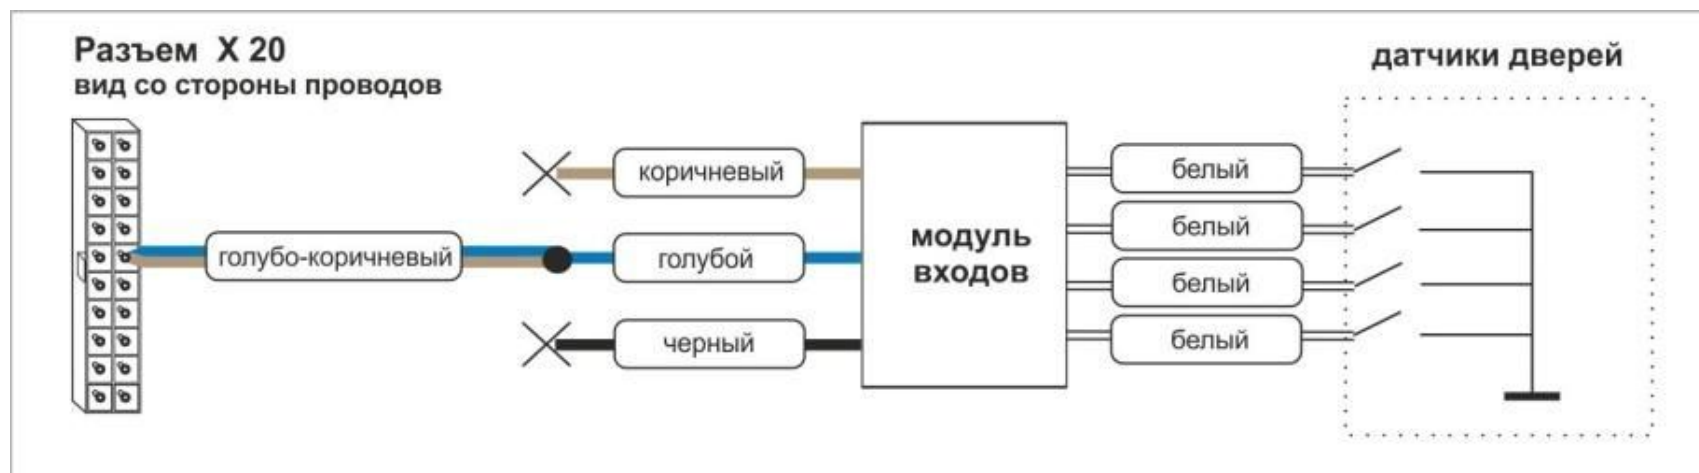 Разъем X 20
вид со стороны проводов
датчики дверей
коричневый
белый
белый
голубо-коричневый
голубой
модуль
входов
белый
черный
белый